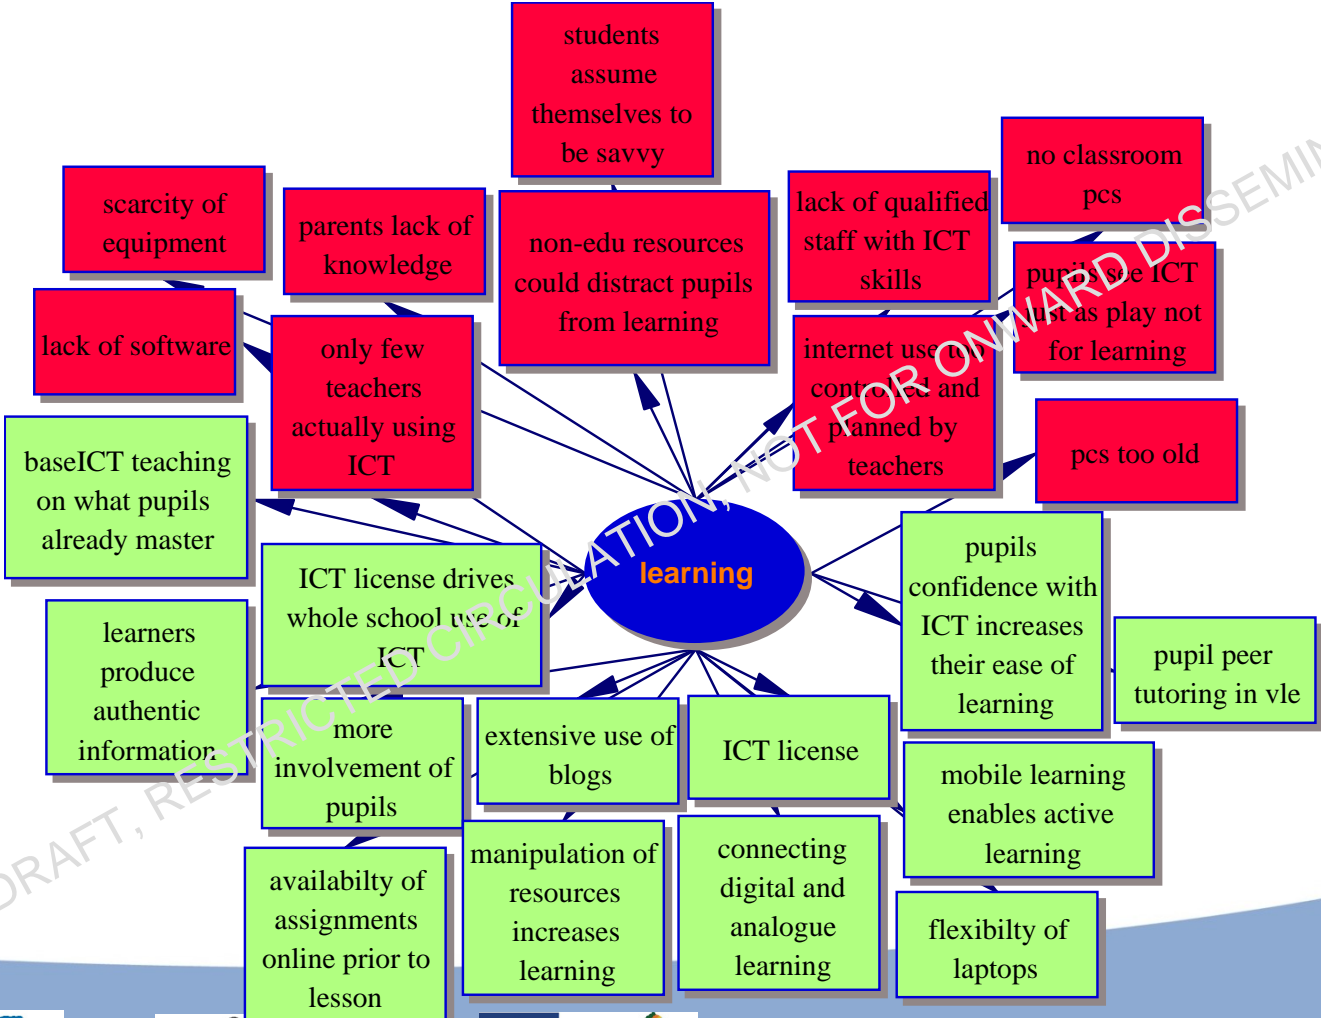 students
assume
themselves to
be savvy
no classroom
pcs
scarcity of
equipment
parents lack of
knowledge
non-edu resources
could distract pupils
from learning
lack of qualified
staff with ICT
skills
pupils see ICT
just as play not
for learning
lack of software
only few
teachers
actually using
ICT
internet use too
controlled and
planned by
teachers
pcs too old
baseICT teaching
on what pupils
already master
ICT license drives
whole school use of
ICT
learning
pupils
confidence with
ICT increases
their ease of
learning
learners
produce
authentic
information
pupil peer
tutoring in vle
more
involvement of
pupils
extensive use of
blogs
ICT license
mobile learning
enables active
learning
availabilty of
assignments
online prior to
lesson
manipulation of
resources
increases
learning
connecting
digital and
analogue
learning
flexibilty of
laptops
DRAFT, RESTRICTED CIRCULATION, NOT FOR ONWARD